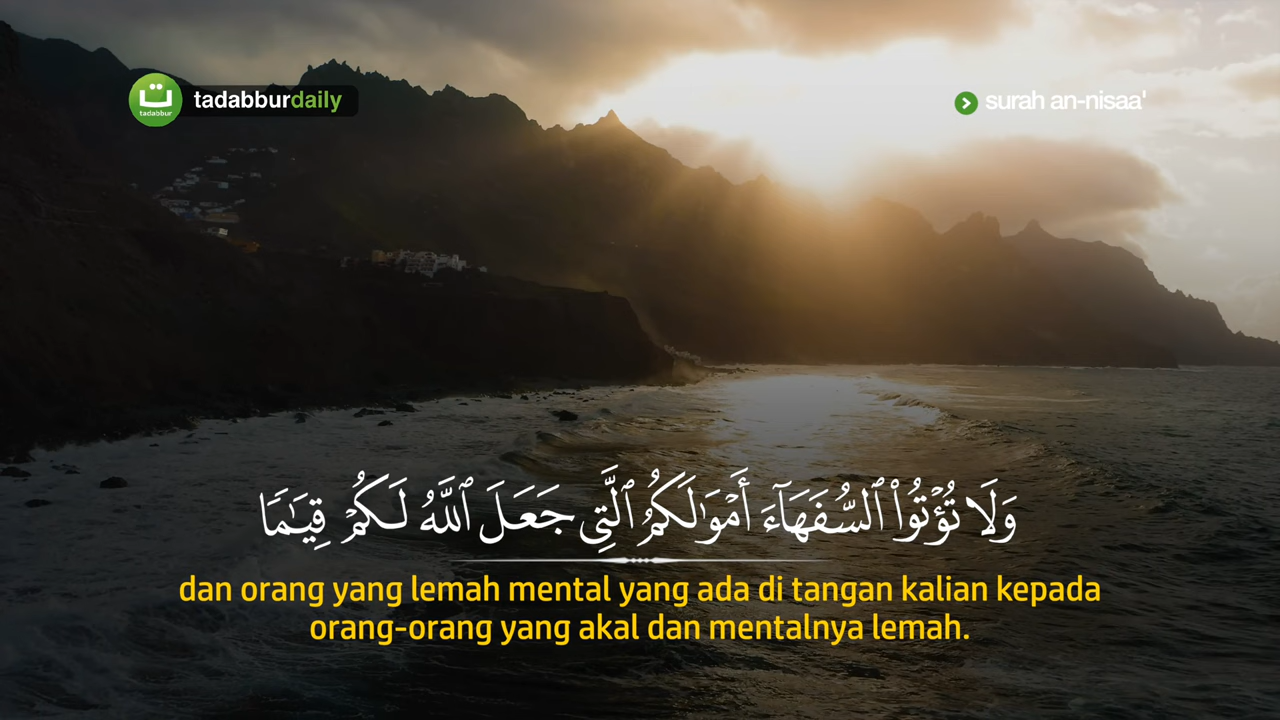 ت
tadabbur
tadabburdaily
surah an-nisaa'
وَلَا تُؤۡتُواْ ٱلسُّفَهَآءَ أَمۡوَٰلَكُمُ ٱلَّتِي جَعَلَ ٱللَّهُ لَكُمۡ قِيَٰمٗا
dan orang yang lemah mental yang ada di tangan kalian kepada
orang-orang yang akal dan mentalnya lemah.